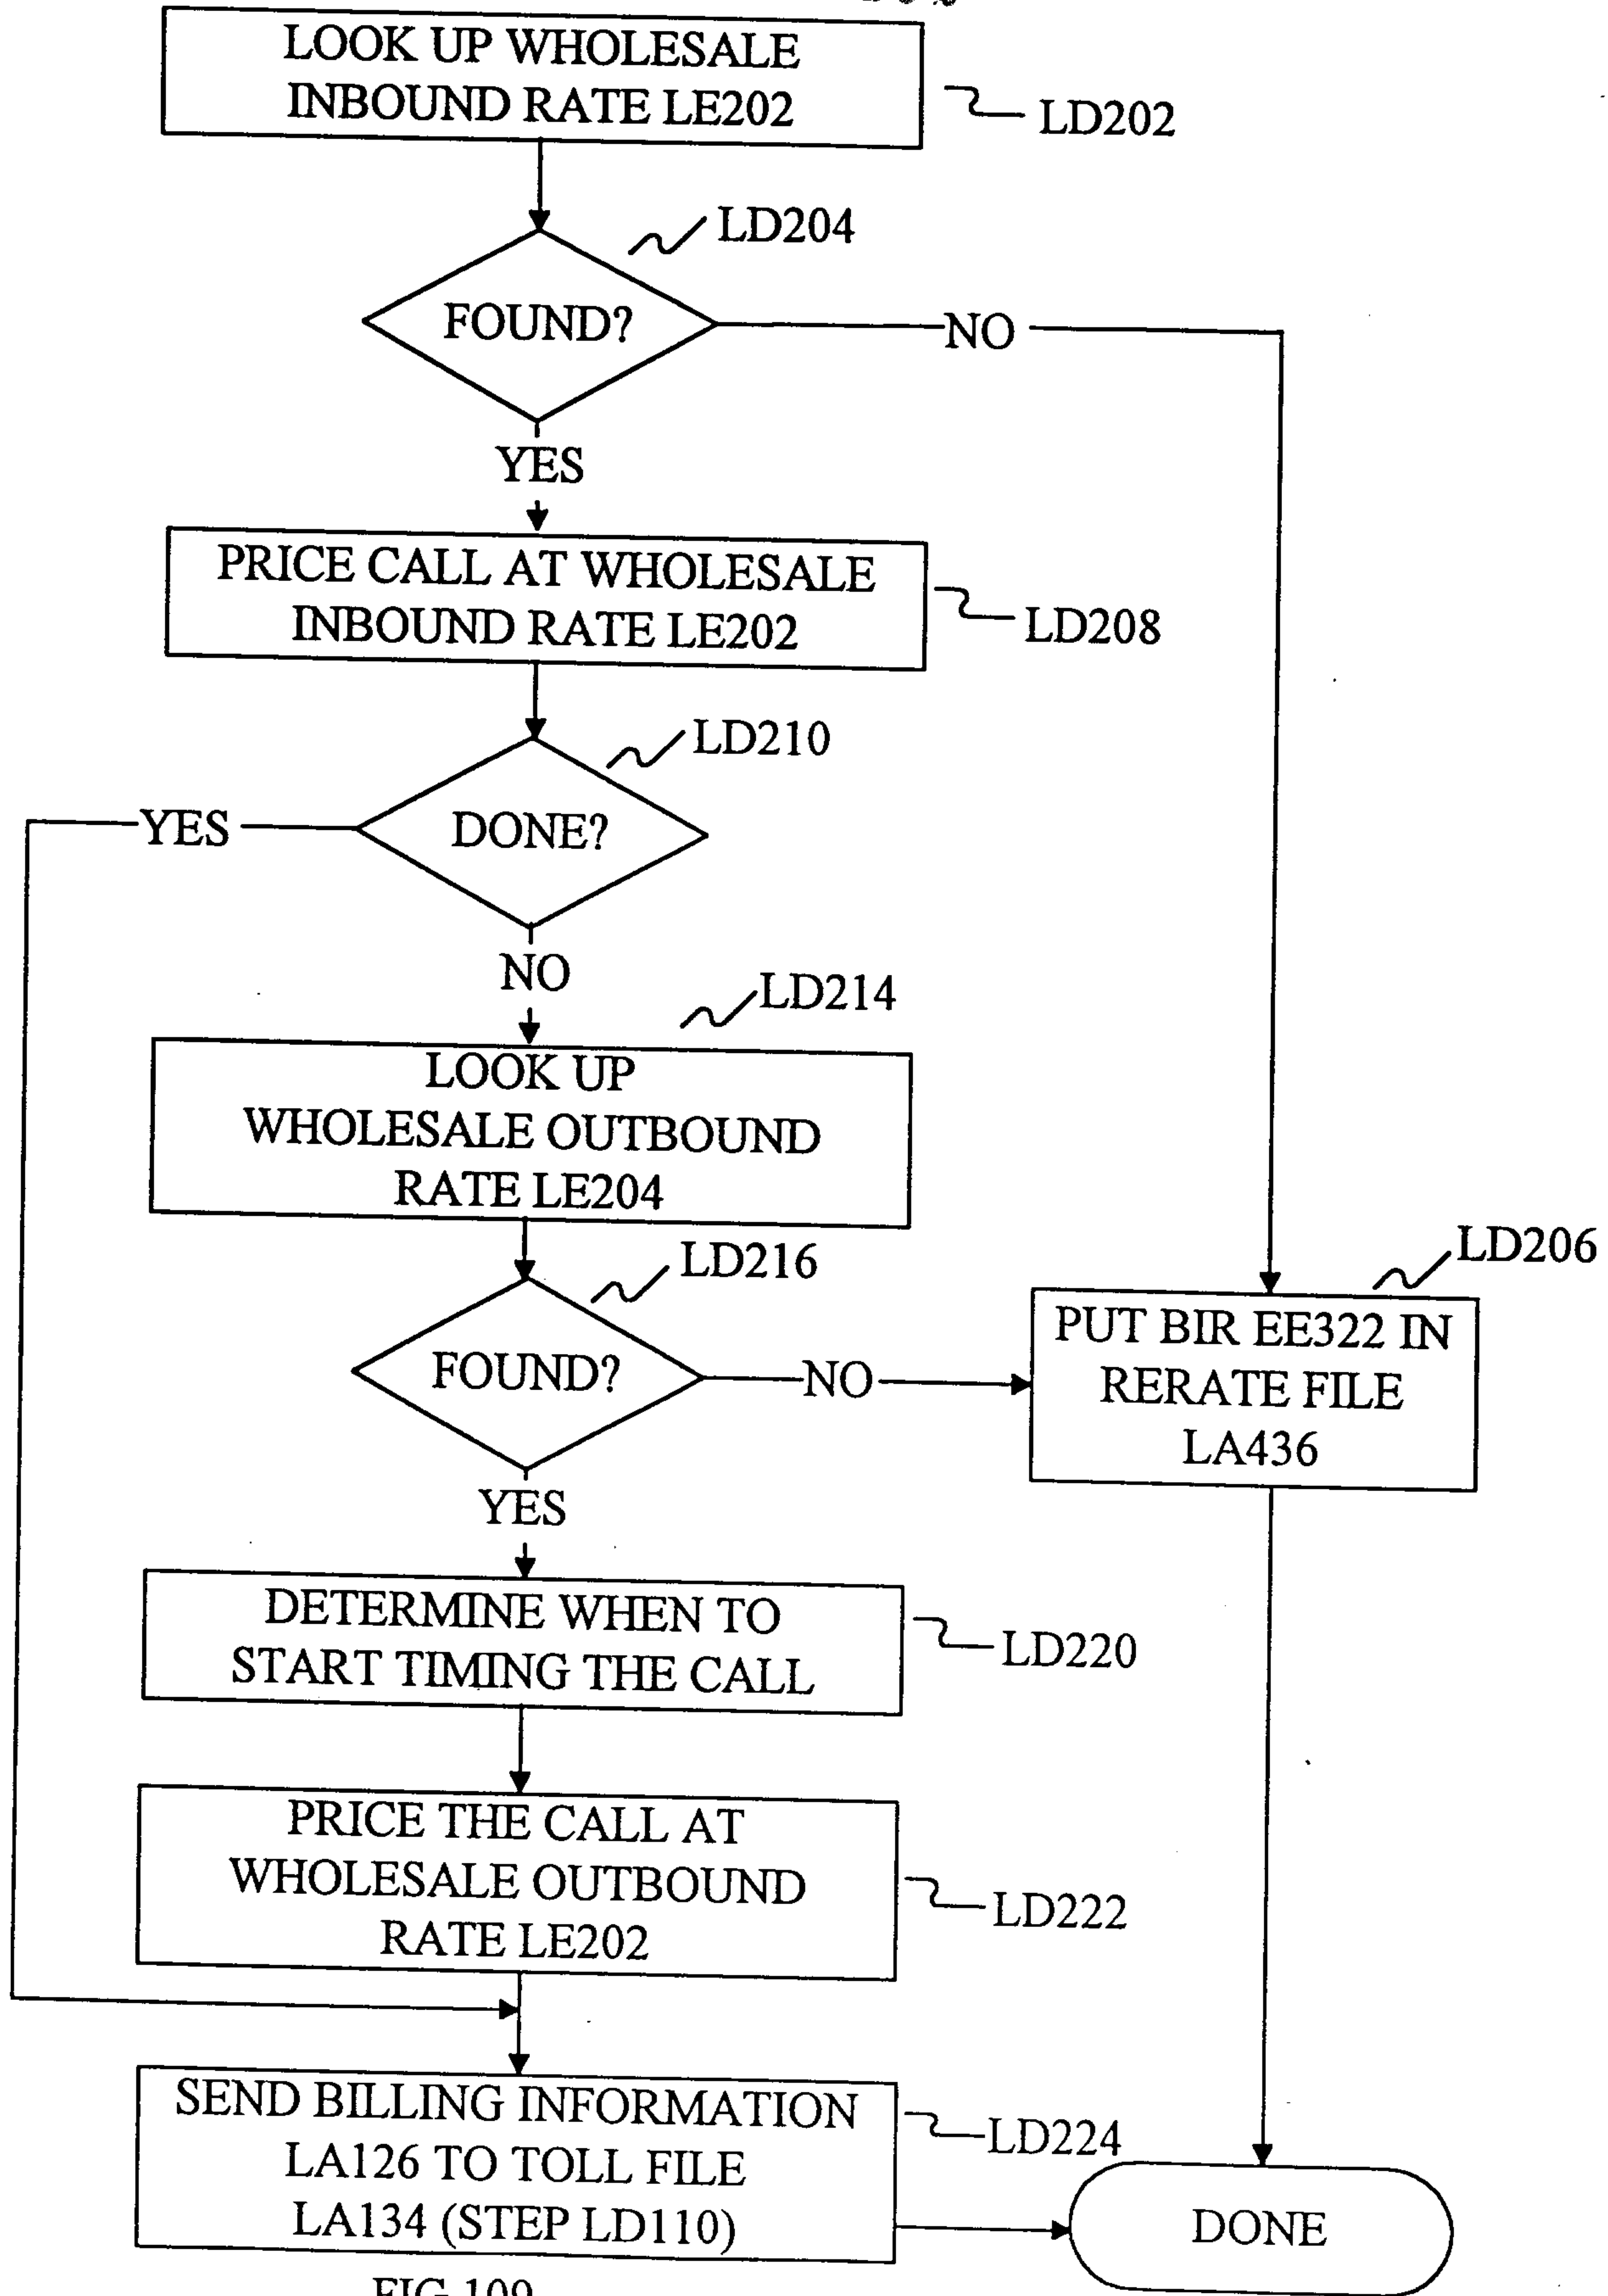 LOOK UP WHOLESALE
INBOUND RATE LE202
LD202
LD204
FOUND?
NO
YES
PRICE CALL AT WHOLESALE
INBOUND RATE LE202
LD208
LD210
YES
DONE?
NO
LD214
LOOK UP
WHOLESALE OUTBOUND
RATE LE204
LD216
LD206
FOUND?
NO
PUT BIR EE322 IN
RERATE FILE
LA436
YES
DETERMINE WHEN TO
START TIMING THE CALL
LD220
PRICE THE CALL AT
WHOLESALE OUTBOUND
RATE LE202
LD222
SEND BILLING INFORMATION
LA126 TO TOLL FILE
LA134 (STEP LD110)
LD224
DONE
FIG 109